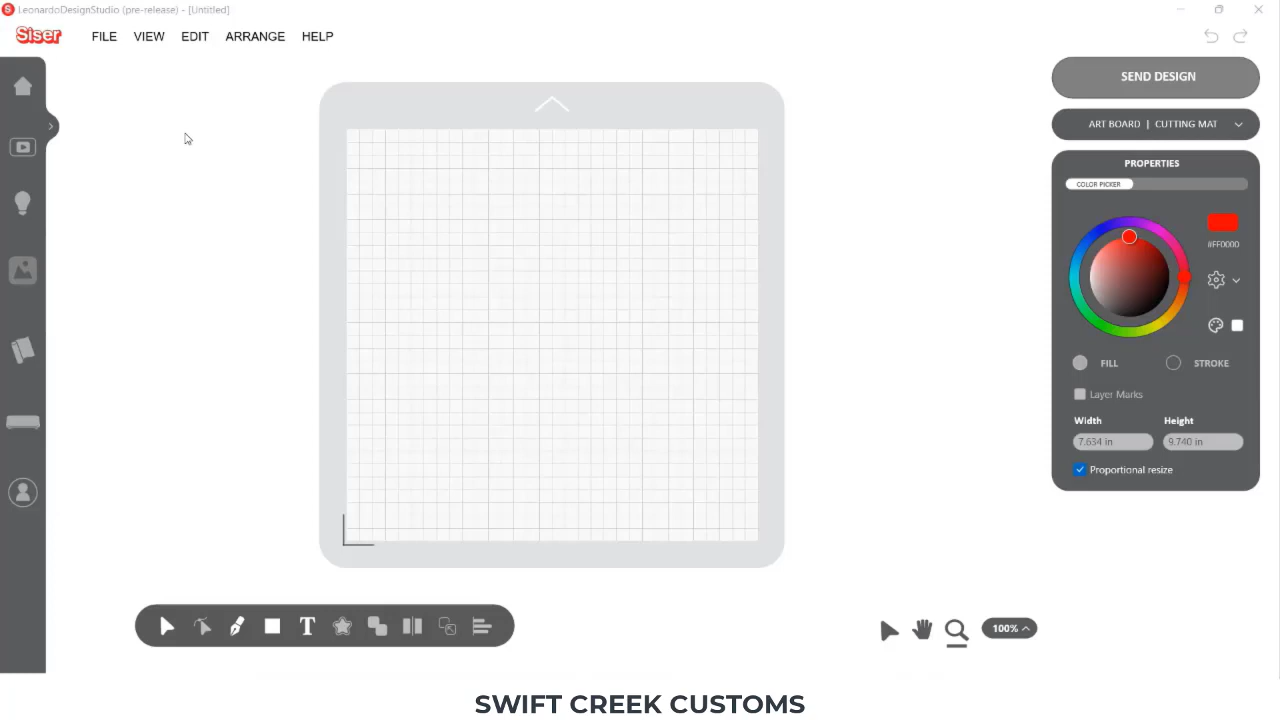 LeonardoDesignStudio (pre-release) - [Untitled]
Siser FILE VIEW EDIT ARRANGE HELP
SEND DESIGN
ART BOARD | CUTTING MAT
PROPERTIES
COLOR PICKER
#FF0000
FILL STROKE
Layer Marks
Width Height
7.634 in 9.740 in
Proportional resize
100%
SWIFT CREEK CUSTOMS